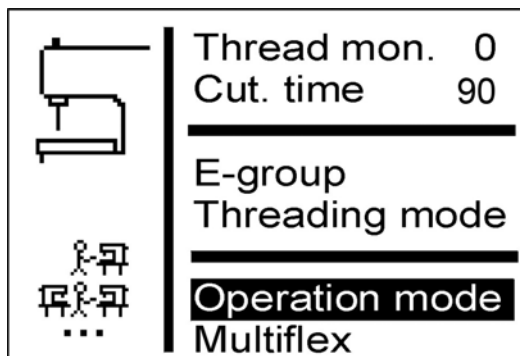 Thread mon. 0
Cut. time 90
E-group
Threading mode
Operation mode
Multiflex